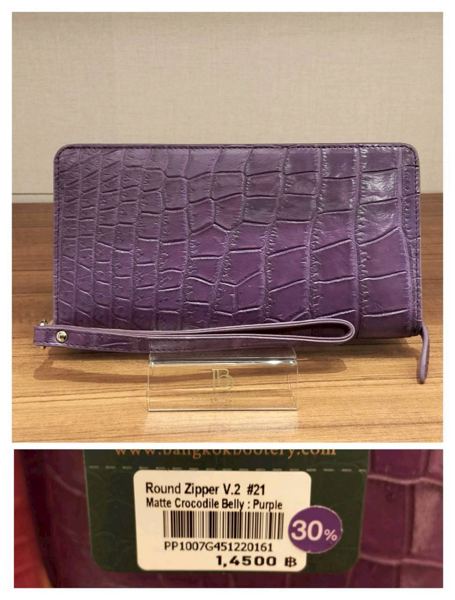 B
www.bangkokbootery.com
Round Zipper V.2 #21
Matte Crocodile Belly : Purple
30%
PP1007G451220161
1,4500 ฿